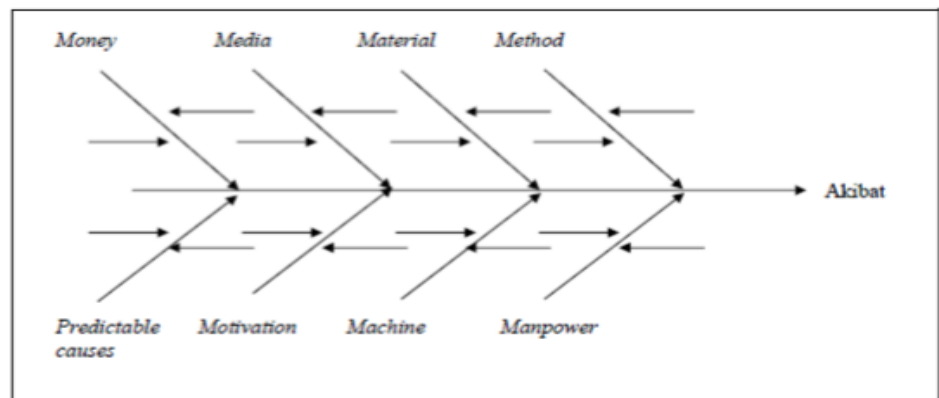 Money
Media
Material
Method
Akibat
Predictable
causes
Motivation
Machine
Manpower